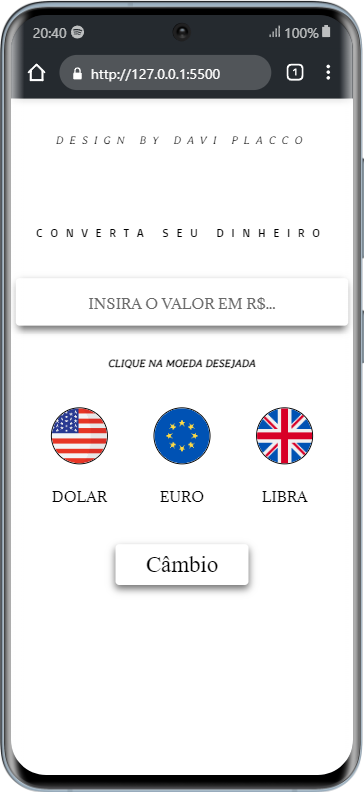 20:40 100%
http://127.0.0.1:5500 1
DESIGN BY DAVI PLACCO
CONVERTA SEU DINHEIRO
INSIRA O VALOR EM R$...
CLIQUE NA MOEDA DESEJADA
DOLAR EURO LIBRA
Câmbio